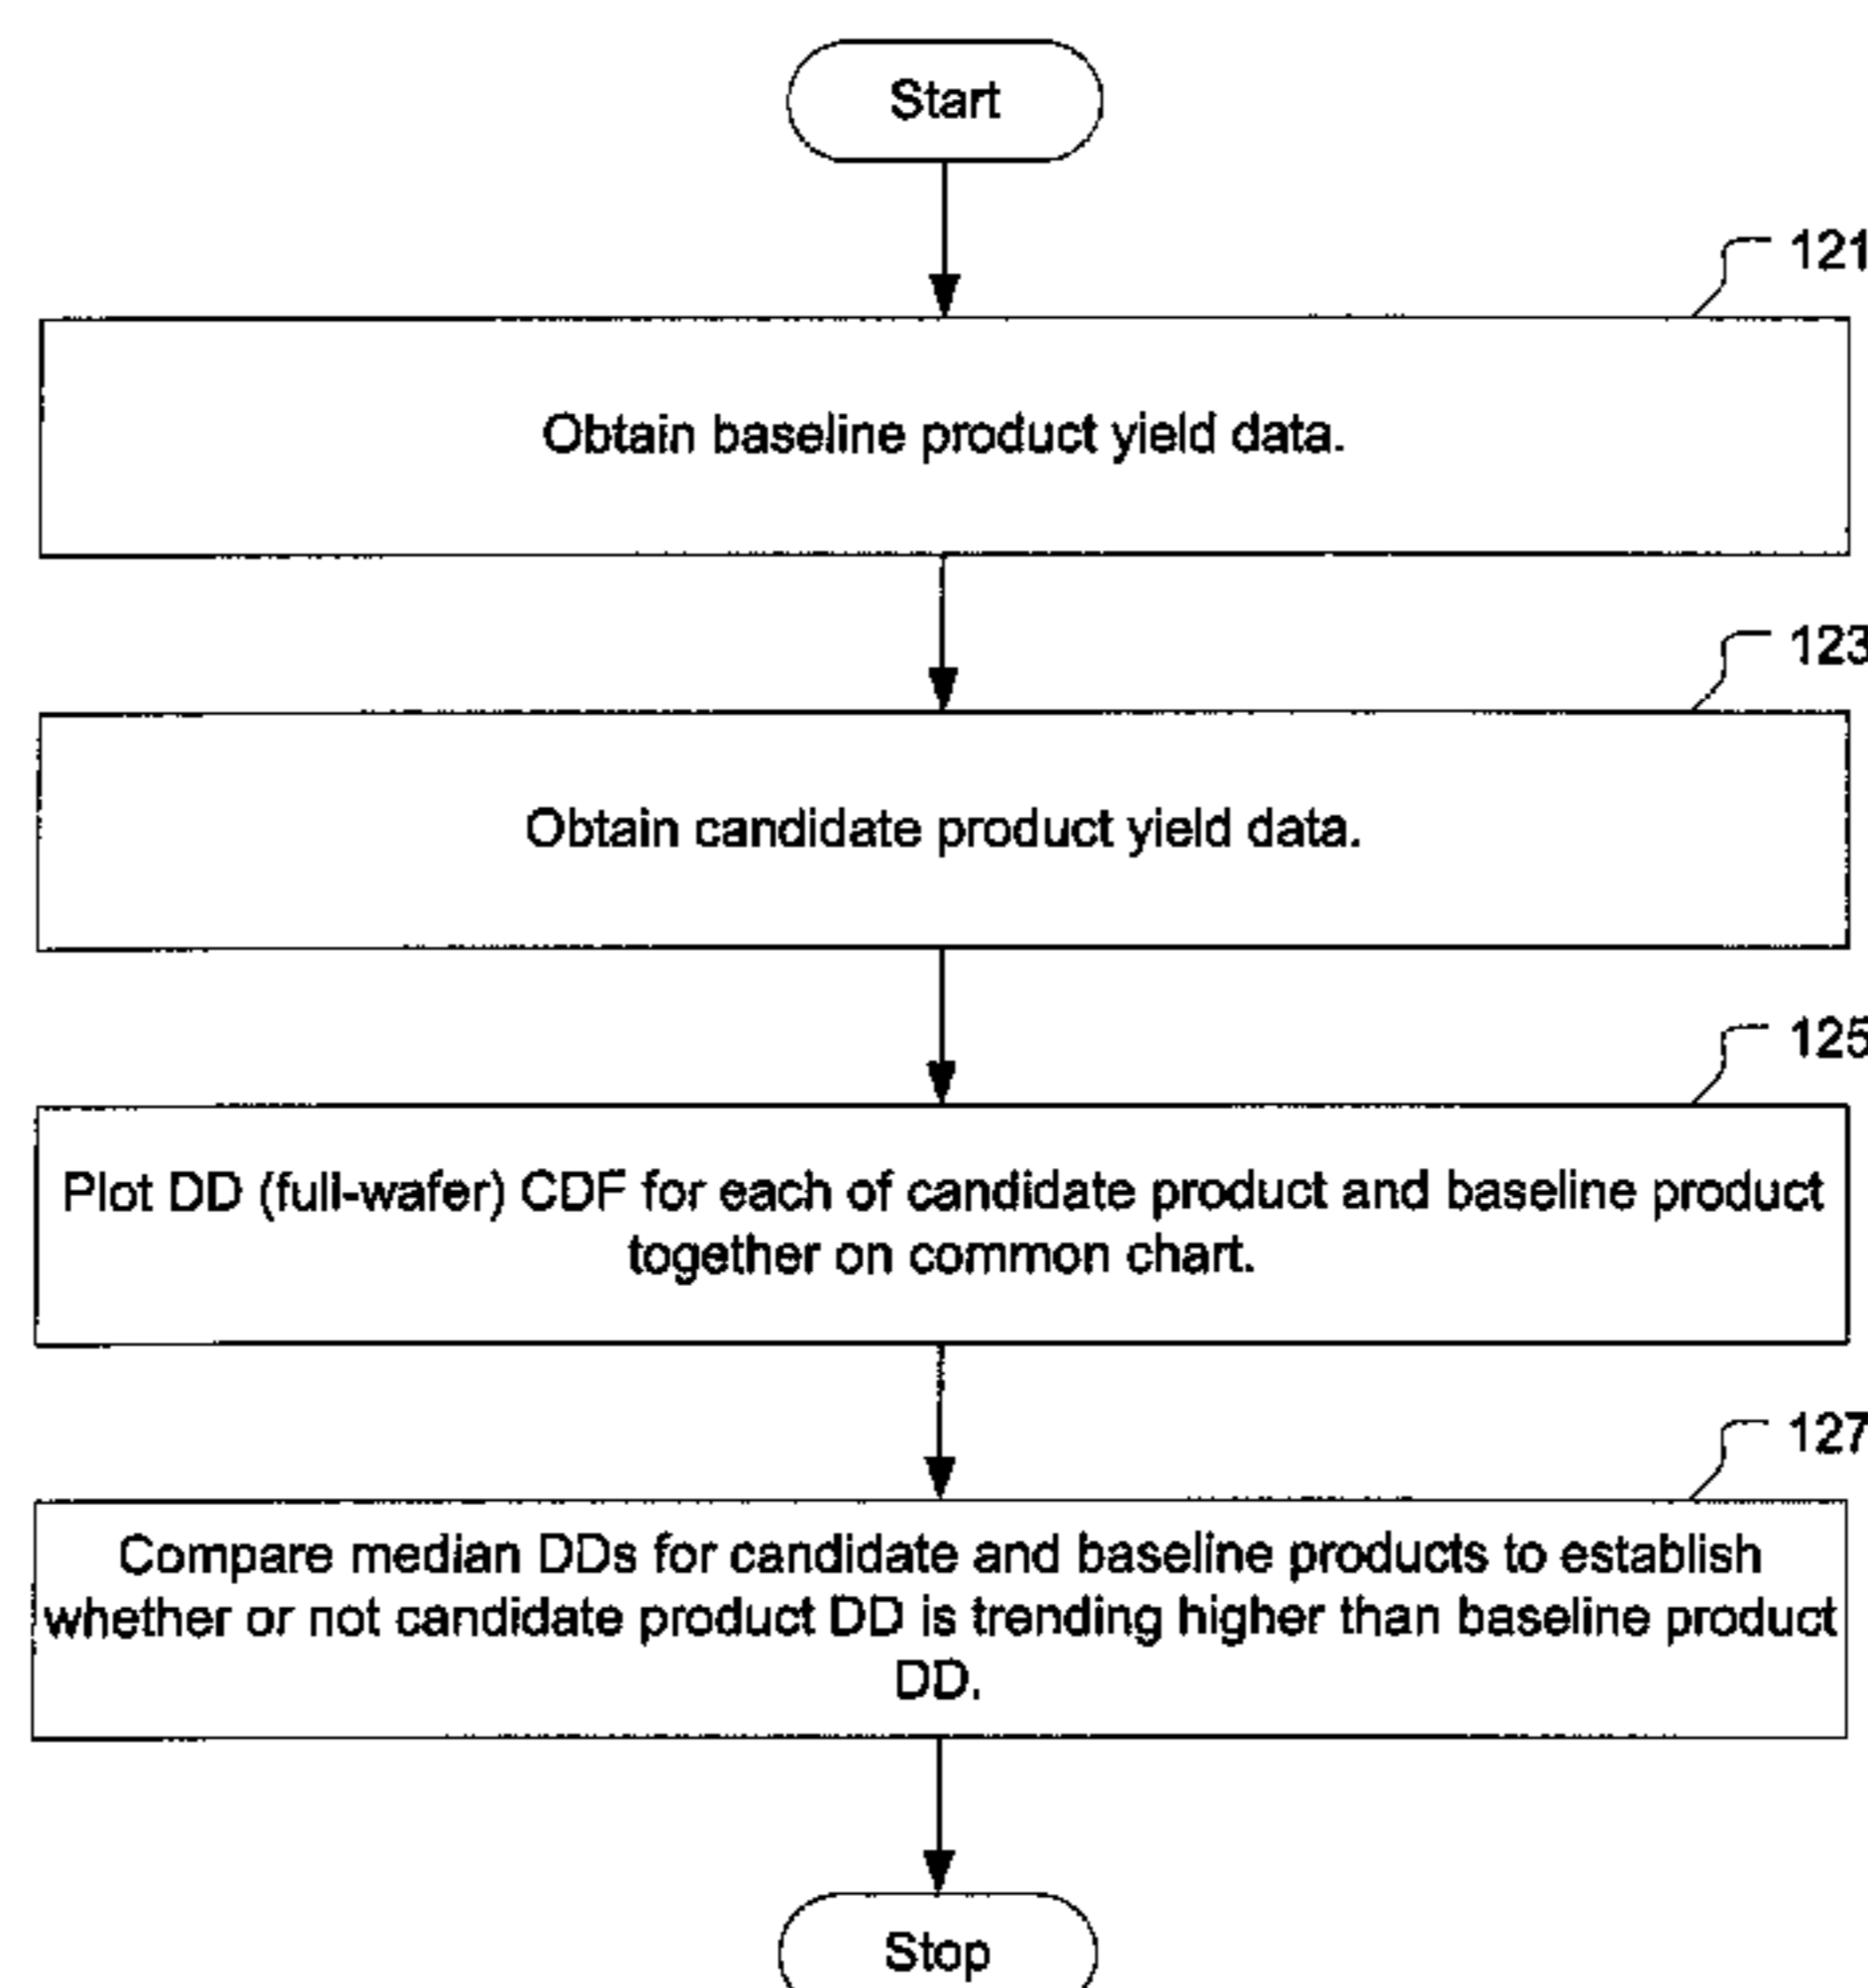 Start
121
Obtain baseline product yield data.
123
Obtain candidate product yield data.
125
Plot DD (full-wafer) CDF for each of candidate product and baseline product
together on common chart.
127
Compare median DDs for candidate and baseline products to establish
whether or not candidate product DD is trending higher than baseline product
DD.
Stop